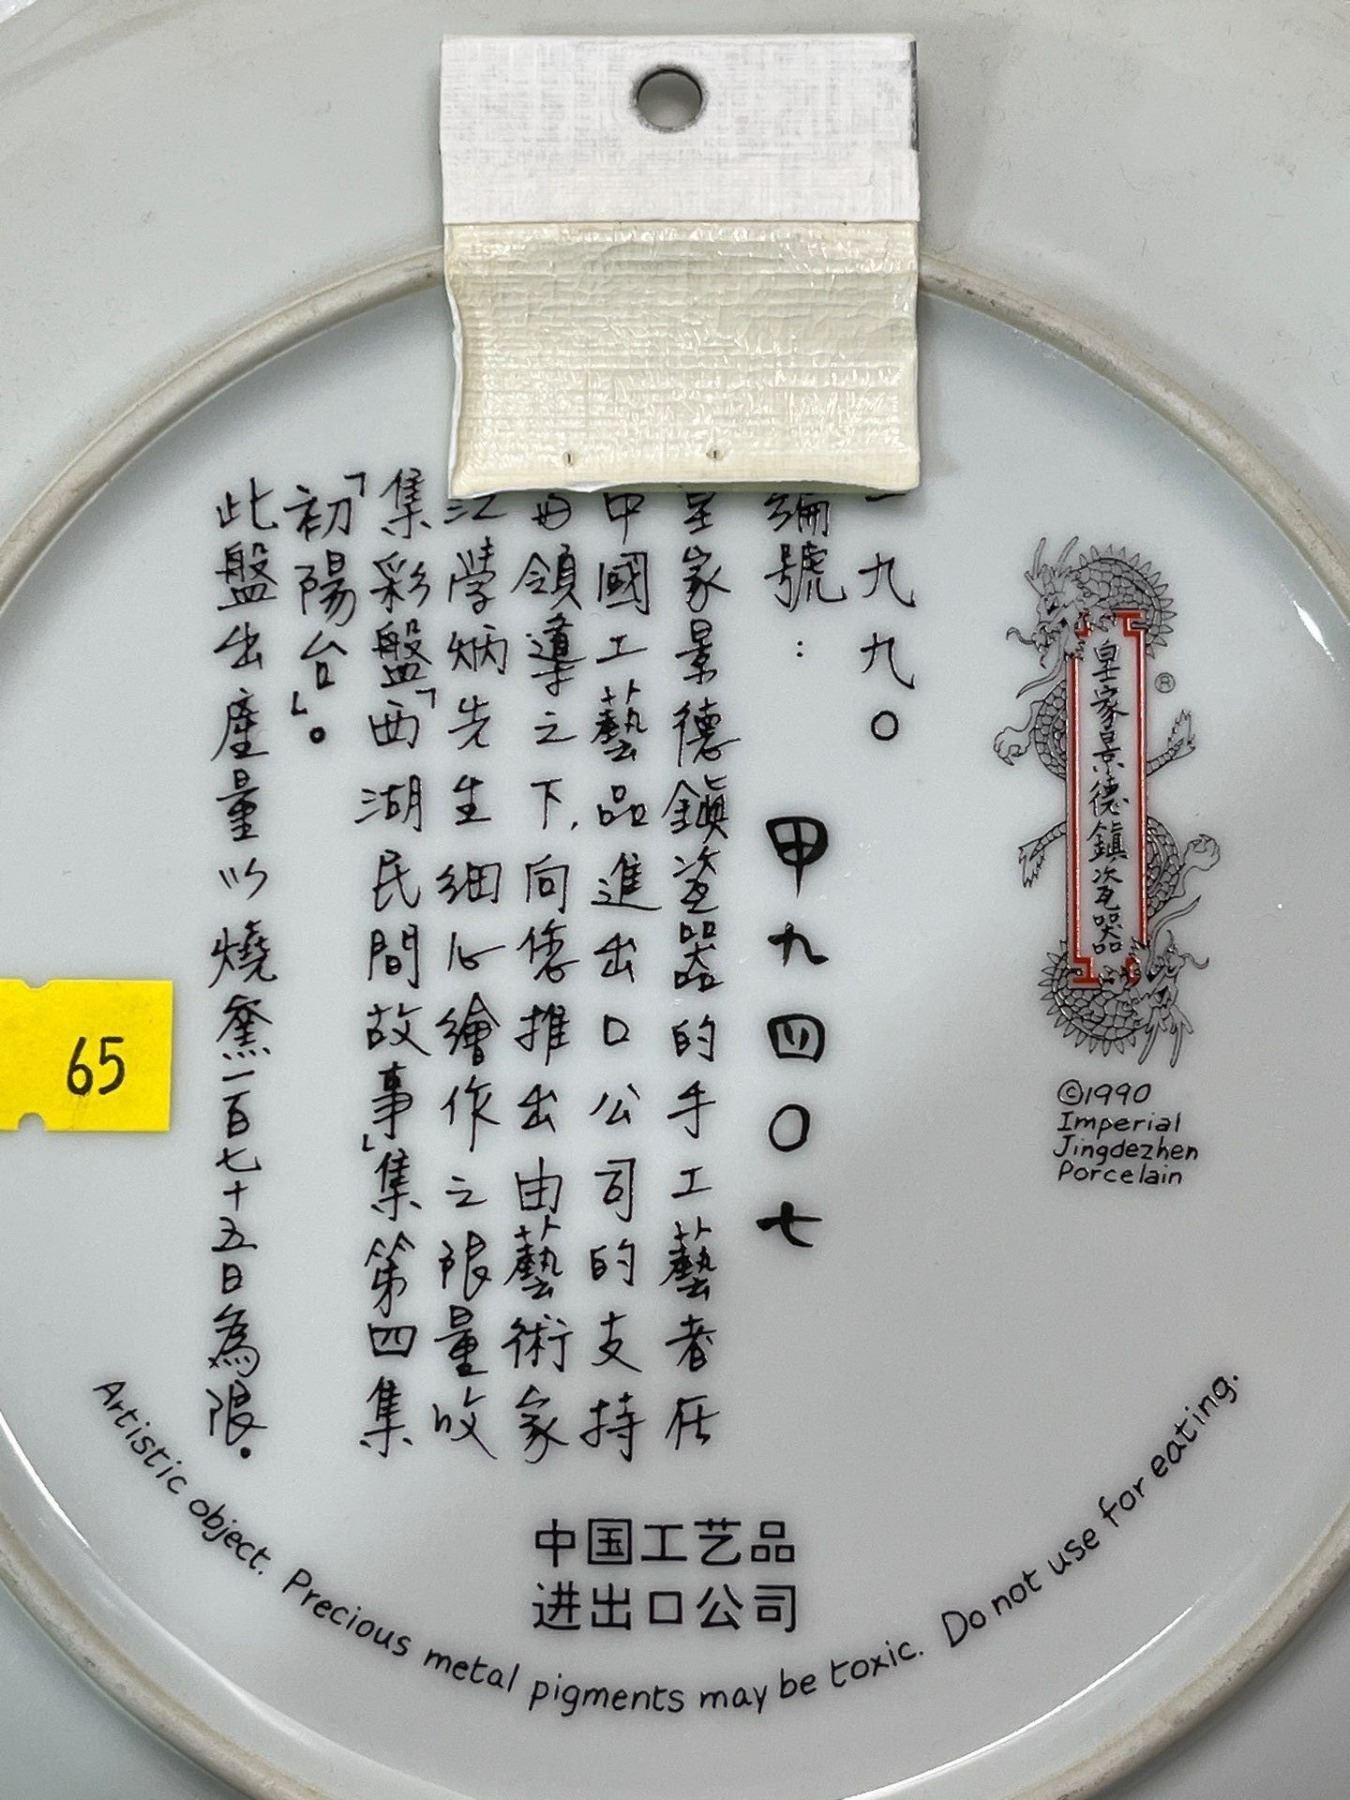 皇家景德鎮瓷器®
©1990
Imperial
Jingdezhen
Porcelain
一九九〇
編號：甲九四〇七
皇家景德鎮瓷器的手工藝者在
中國工藝品進出口公司的支持
領導之下，向您推出由藝術家
江学炳先生細心繪作之限量收
集彩盤「西湖民間故事」集第四集
「初陽台」。
此盤出產量以燒窯一百七十五日為限。
65
中国工艺品
进出口公司
Artistic object. Precious metal pigments may be toxic. Do not use for eating.